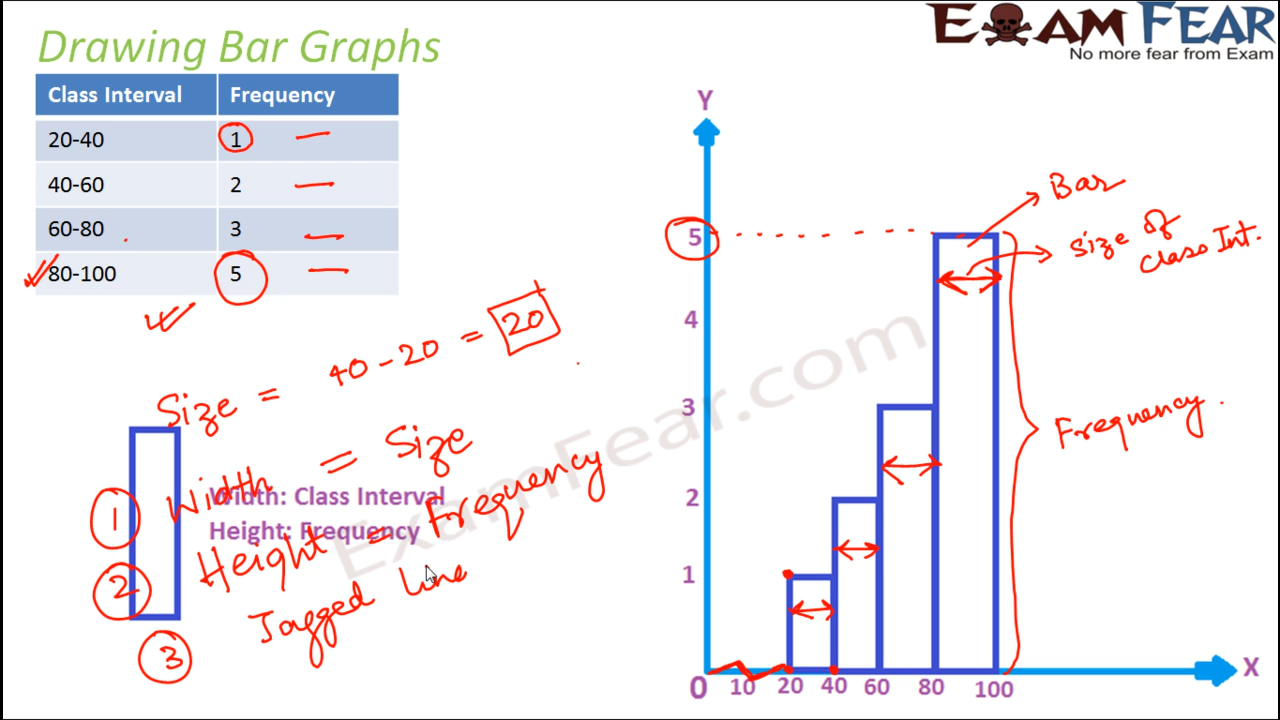 Drawing Bar Graphs
EXAM FEAR
No more fear from Exam
Class Interval Frequency
20-40 1
40-60 2
60-80 3
80-100 5
Size = 40 - 20 = 20
1 Width = Size
Width: Class Interval
Height: Frequency
2 Height = Frequency
3 Jagged line
ExamFear.com
Y
5
4
3
2
1
0 10 20 40 60 80 100 X
Bar
Size of
Class Int.
Frequency.